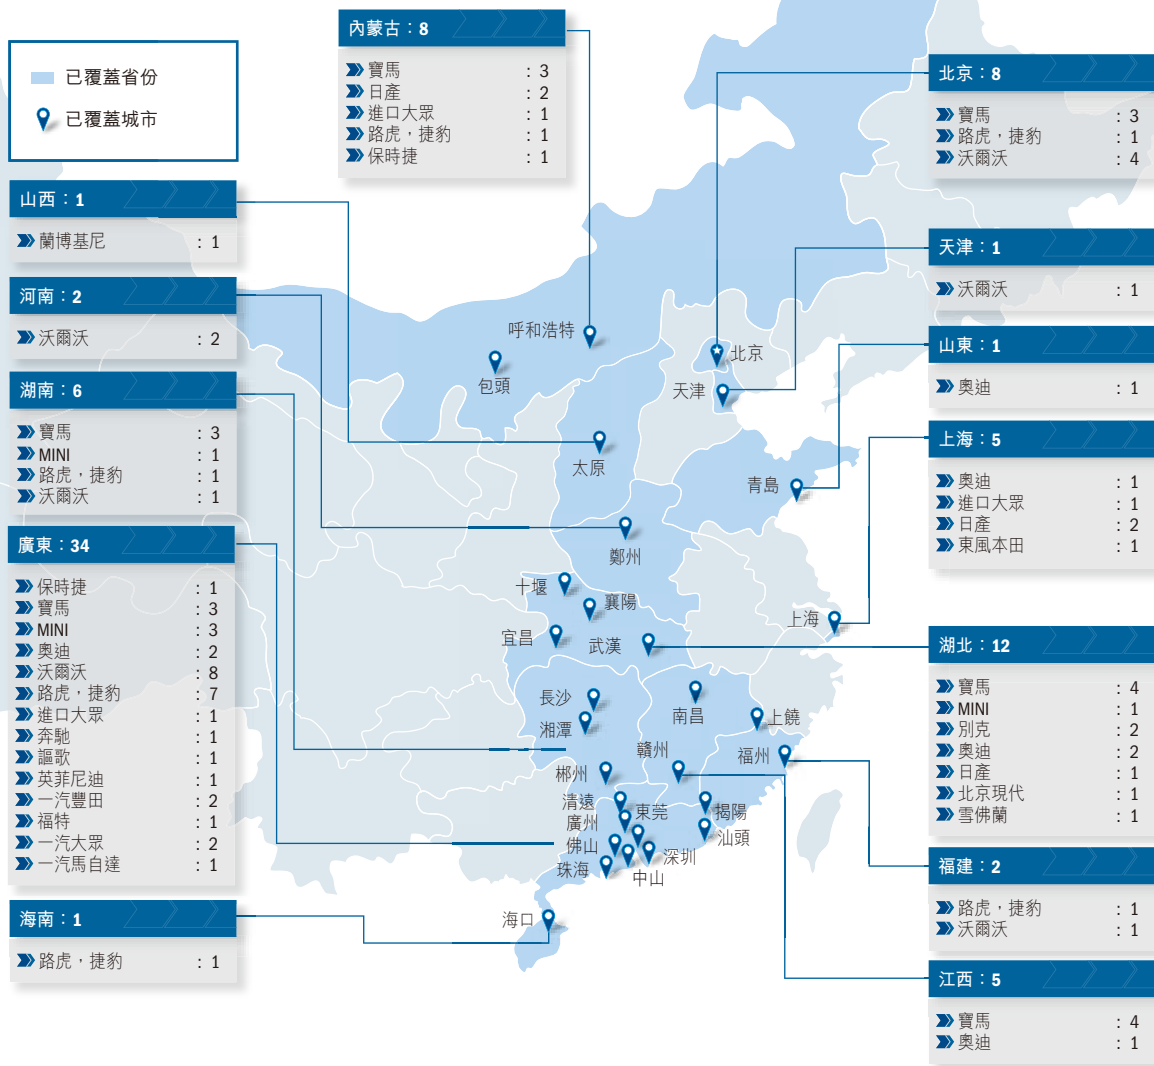 已覆蓋省份
已覆蓋城市
內蒙古：8
寶馬 : 3
日產 : 2
進口大眾 : 1
路虎，捷豹 : 1
保時捷 : 1
山西：1
蘭博基尼 : 1
河南：2
沃爾沃 : 2
湖南：6
寶馬 : 3
MINI : 1
路虎，捷豹 : 1
沃爾沃 : 1
廣東：34
保時捷 : 1
寶馬 : 3
MINI : 3
奧迪 : 2
沃爾沃 : 8
路虎，捷豹 : 7
進口大眾 : 1
奔馳 : 1
謳歌 : 1
英菲尼迪 : 1
一汽豐田 : 2
福特 : 1
一汽大眾 : 2
一汽馬自達 : 1
海南：1
路虎，捷豹 : 1
呼和浩特
包頭
北京
天津
太原
青島
鄭州
十堰
襄陽
宜昌
武漢
上海
長沙
湘潭
南昌
上饒
贛州
福州
郴州
清遠
東莞
揭陽
廣州
汕頭
佛山
深圳
珠海
中山
海口
北京：8
寶馬 : 3
路虎，捷豹 : 1
沃爾沃 : 4
天津：1
沃爾沃 : 1
山東：1
奧迪 : 1
上海：5
奧迪 : 1
進口大眾 : 1
日產 : 2
東風本田 : 1
湖北：12
寶馬 : 4
MINI : 1
別克 : 2
奧迪 : 2
日產 : 1
北京現代 : 1
雪佛蘭 : 1
福建：2
路虎，捷豹 : 1
沃爾沃 : 1
江西：5
寶馬 : 4
奧迪 : 1